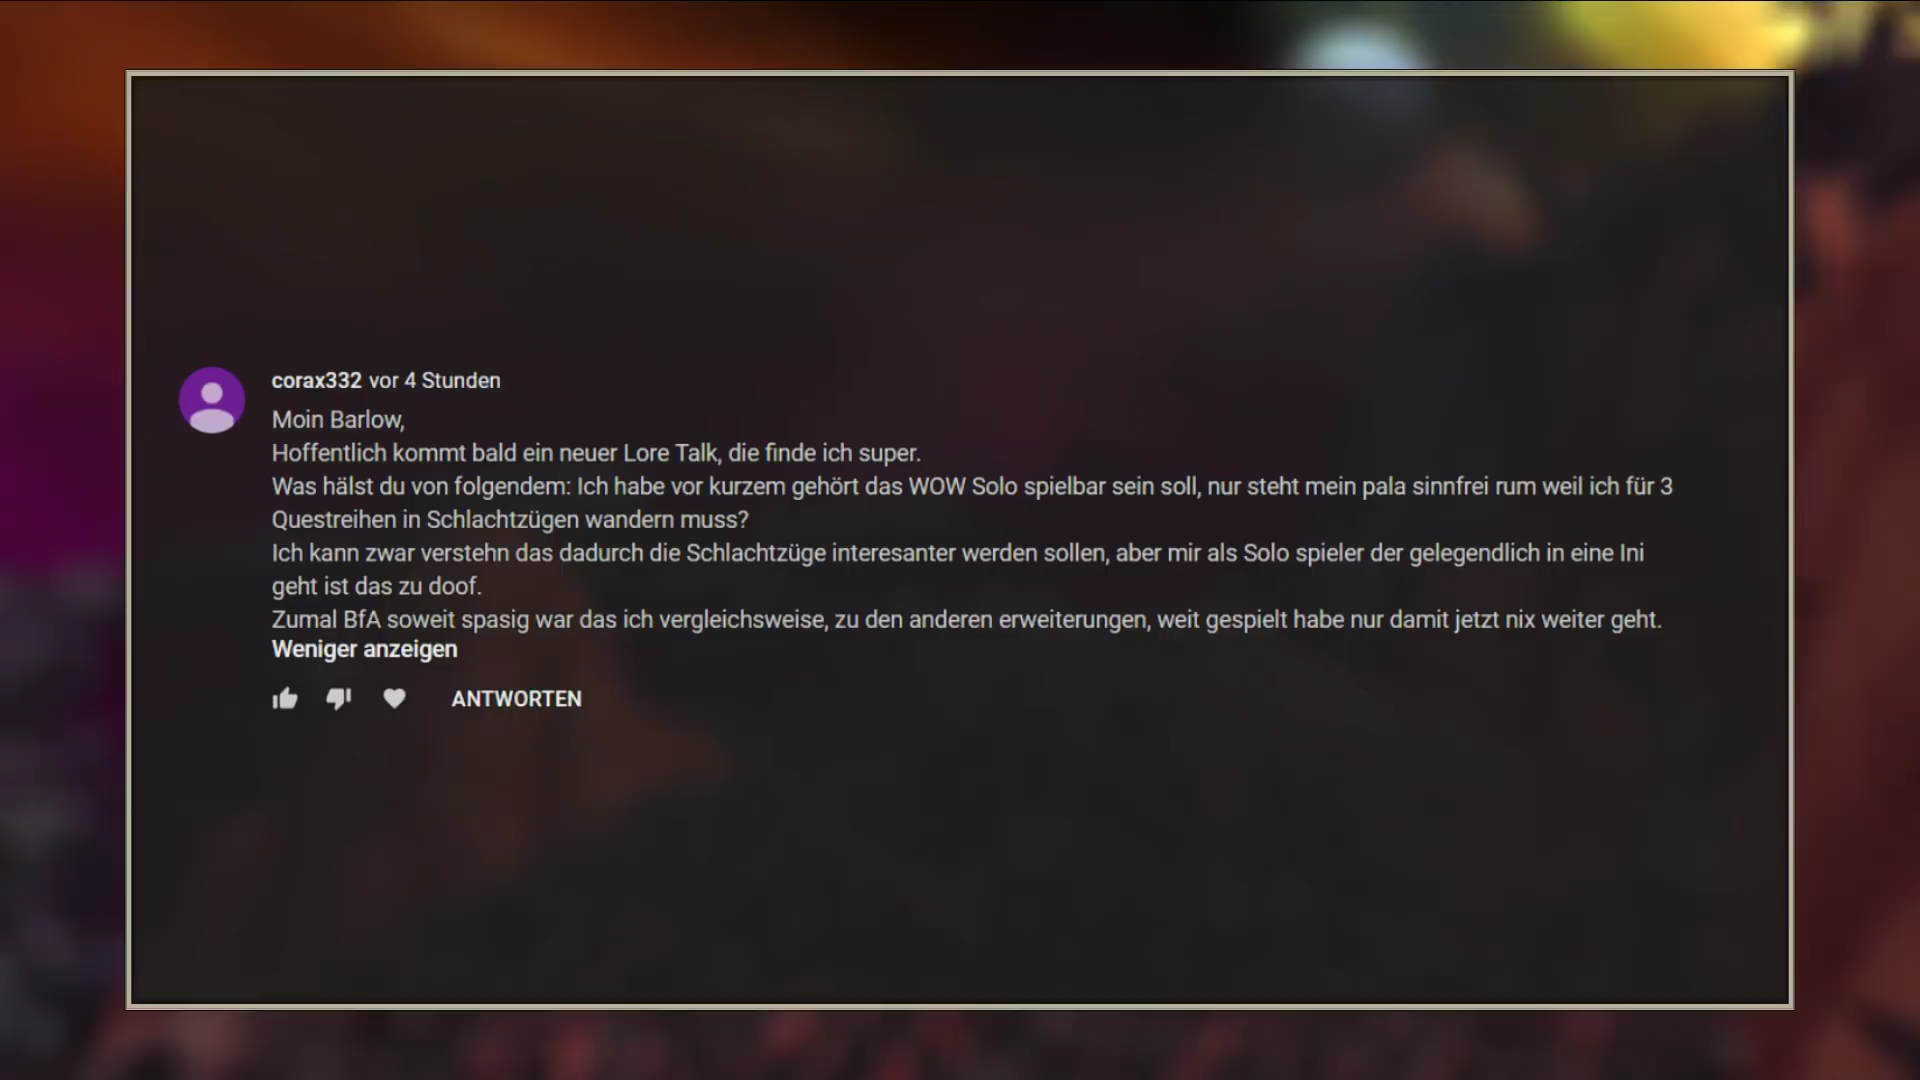 corax332 vor 4 Stunden
Moin Barlow,
Hoffentlich kommt bald ein neuer Lore Talk, die finde ich super.
Was hälst du von folgendem: Ich habe vor kurzem gehört das WOW Solo spielbar sein soll, nur steht mein pala sinnfrei rum weil ich für 3
Questreihen in Schlachtzügen wandern muss?
Ich kann zwar verstehn das dadurch die Schlachtzüge interesanter werden sollen, aber mir als Solo spieler der gelegendlich in eine Ini
geht ist das zu doof.
Zumal BfA soweit spasig war das ich vergleichsweise, zu den anderen erweiterungen, weit gespielt habe nur damit jetzt nix weiter geht.
Weniger anzeigen
ANTWORTEN